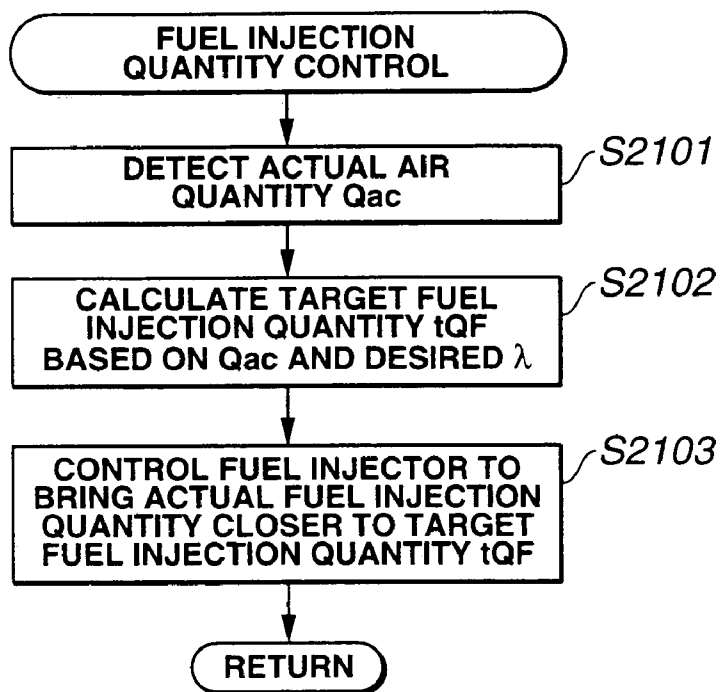 FUEL INJECTION
QUANTITY CONTROL
DETECT ACTUAL AIR
QUANTITY Qac
S2101
CALCULATE TARGET FUEL
INJECTION QUANTITY tQF
BASED ON Qac AND DESIRED λ
S2102
CONTROL FUEL INJECTOR TO
BRING ACTUAL FUEL INJECTION
QUANTITY CLOSER TO TARGET
FUEL INJECTION QUANTITY tQF
S2103
RETURN